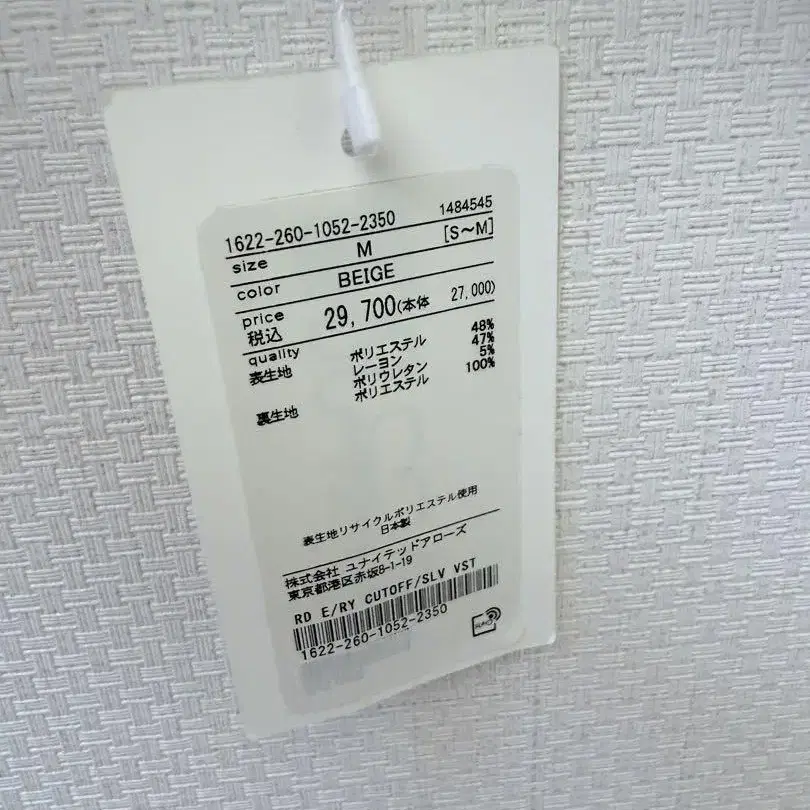 1622-260-1052-2350 1484545
size M [S～M]
color BEIGE
price 税込 29,700(本体 27,000)
quality
表生地 ポリエステル 48%
レーヨン 47%
ポリウレタン 5%
裏生地 ポリエステル 100%
表生地リサイクルポリエステル使用
日本製
株式会社 ユナイテッドアローズ
東京都港区赤坂8-1-19
RD E/RY CUTOFF/SLV VST
1622-260-1052-2350